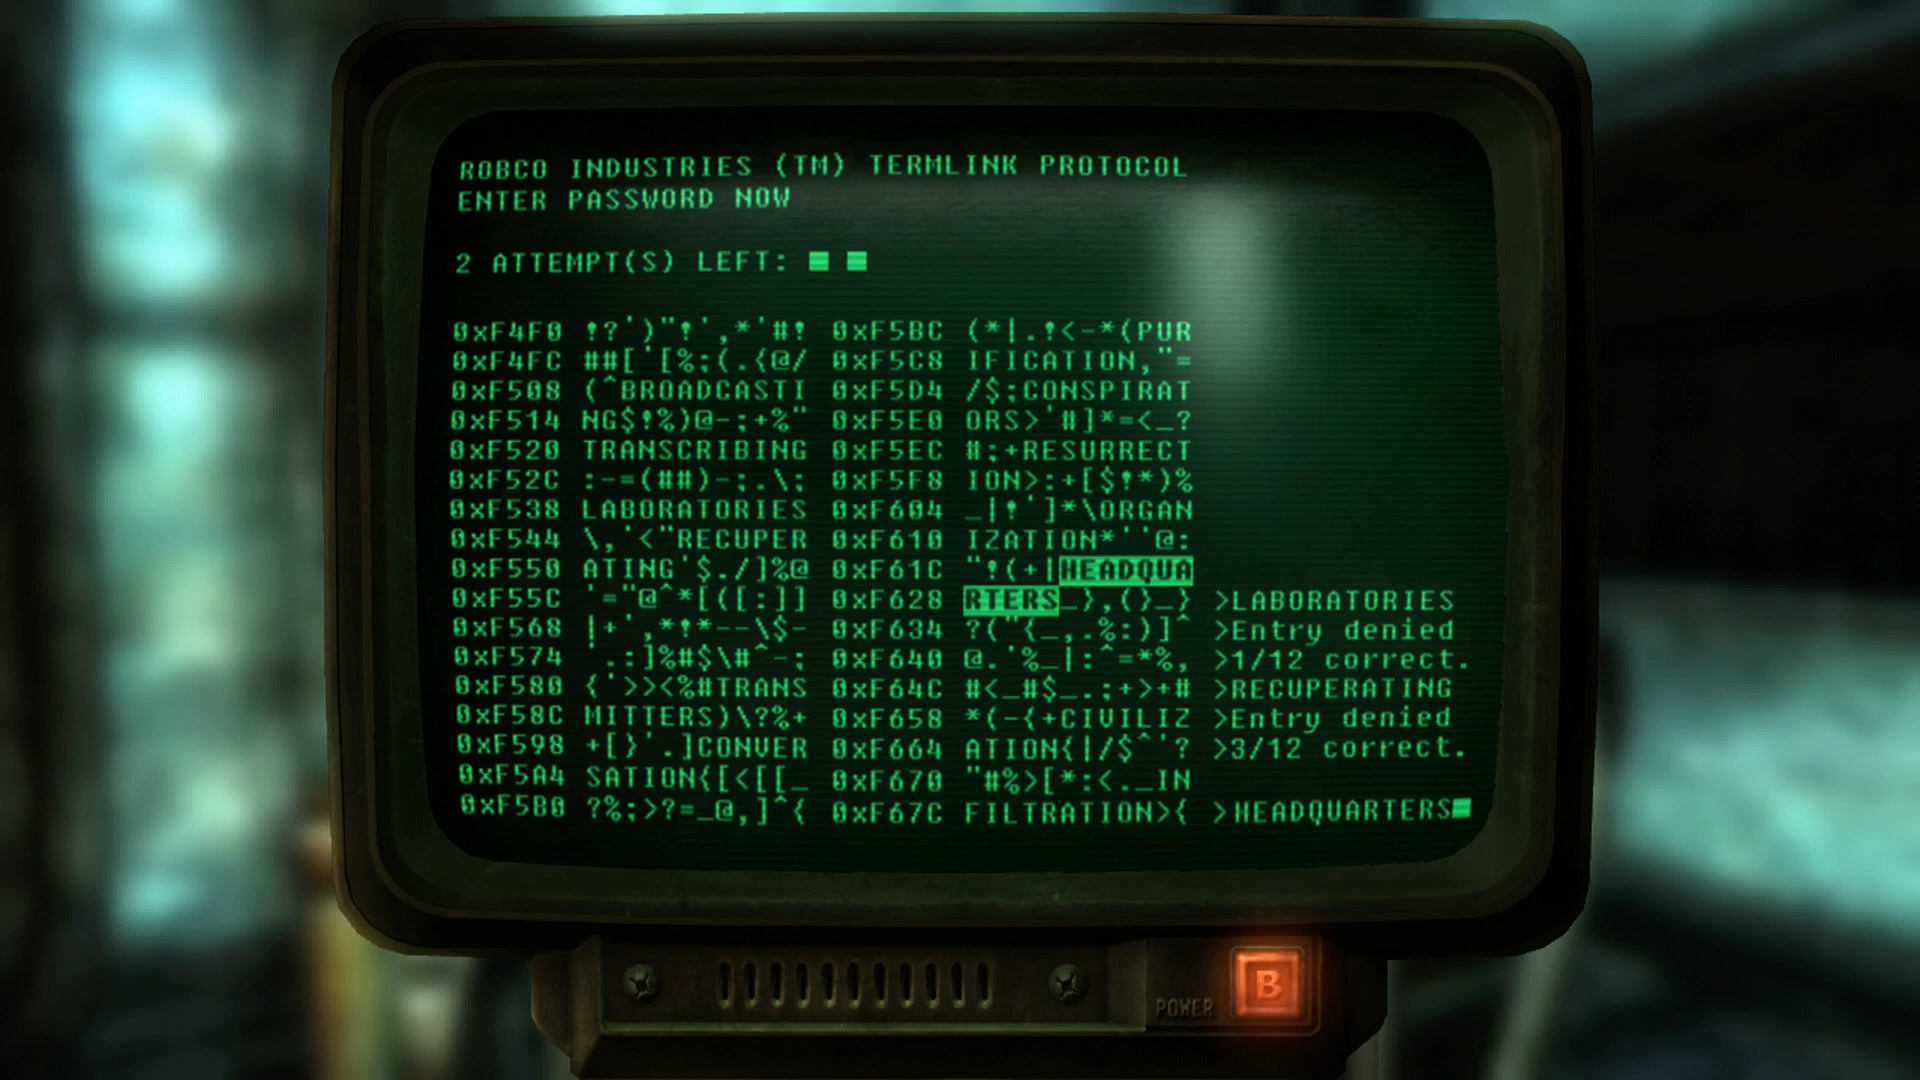 ROBCO INDUSTRIES (TM) TERMLINK PROTOCOL
ENTER PASSWORD NOW
2 ATTEMPT(S) LEFT: ■ ■
0xF4F0 !?')"!',*'#! 0xF5BC (*|.!<-*(PUR
0xF4FC ##['[%;(.{@/ 0xF5C8 IFICATION,"=
0xF508 (^BROADCASTI 0xF5D4 /$;CONSPIRAT
0xF514 NG$!%)@-;+%" 0xF5E0 ORS>'#]*=<_?
0xF520 TRANSCRIBING 0xF5EC #;+RESURRECT
0xF52C :-=(##)-;.\; 0xF5F8 ION>:+[$!*)%
0xF538 LABORATORIES 0xF604 _|!']*\ORGAN
0xF544 \,'<"RECUPER 0xF610 IZATION*''@:
0xF550 ATING'$./]%@ 0xF61C "!(+|HEADQUA
0xF55C '="@^*[([:]] 0xF628 RTERS_},()_} >LABORATORIES
0xF568 |+',*!*--\$- 0xF634 ?("{_,.%:)]^ >Entry denied
0xF574 '.:]%#$\#^-; 0xF640 @.'%_|:^=*%, >1/12 correct.
0xF580 {'>><%#TRANS 0xF64C #<_#$_.;+>+# >RECUPERATING
0xF58C MITTERS)\?%+ 0xF658 *(-{+CIVILIZ >Entry denied
0xF598 +[}'.]CONVER 0xF664 ATION{|/$^'? >3/12 correct.
0xF5A4 SATION{[<[[_ 0xF670 "#%>[*:<._IN
0xF5B0 ?%;>?=_@,]^{ 0xF67C FILTRATION>{ >HEADQUARTERS■
POWER
B